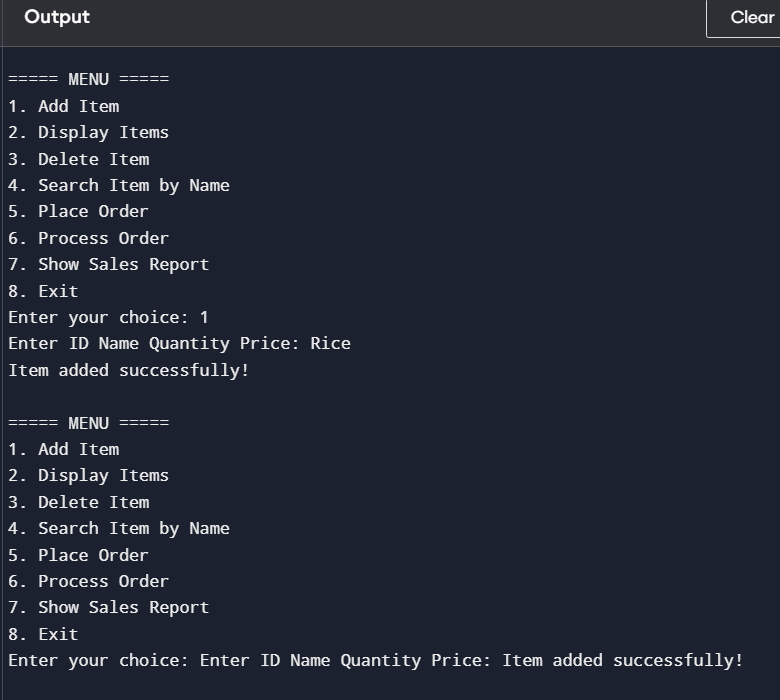 Output
Clear
===== MENU =====
1. Add Item
2. Display Items
3. Delete Item
4. Search Item by Name
5. Place Order
6. Process Order
7. Show Sales Report
8. Exit
Enter your choice: 1
Enter ID Name Quantity Price: Rice
Item added successfully!
===== MENU =====
1. Add Item
2. Display Items
3. Delete Item
4. Search Item by Name
5. Place Order
6. Process Order
7. Show Sales Report
8. Exit
Enter your choice: Enter ID Name Quantity Price: Item added successfully!